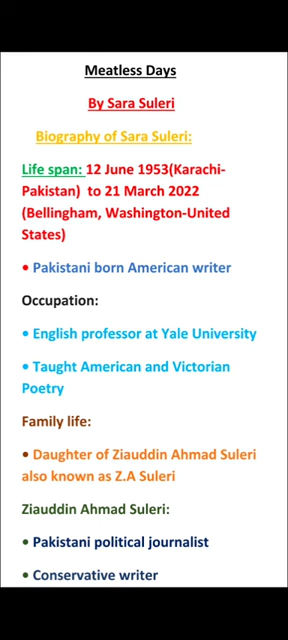 Meatless Days
By Sara Suleri
Biography of Sara Suleri:
Life span: 12 June 1953(Karachi-
Pakistan) to 21 March 2022
(Bellingham, Washington-United
States)
• Pakistani born American writer
Occupation:
• English professor at Yale University
• Taught American and Victorian
Poetry
Family life:
• Daughter of Ziauddin Ahmad Suleri
also known as Z.A Suleri
Ziauddin Ahmad Suleri:
• Pakistani political journalist
• Conservative writer